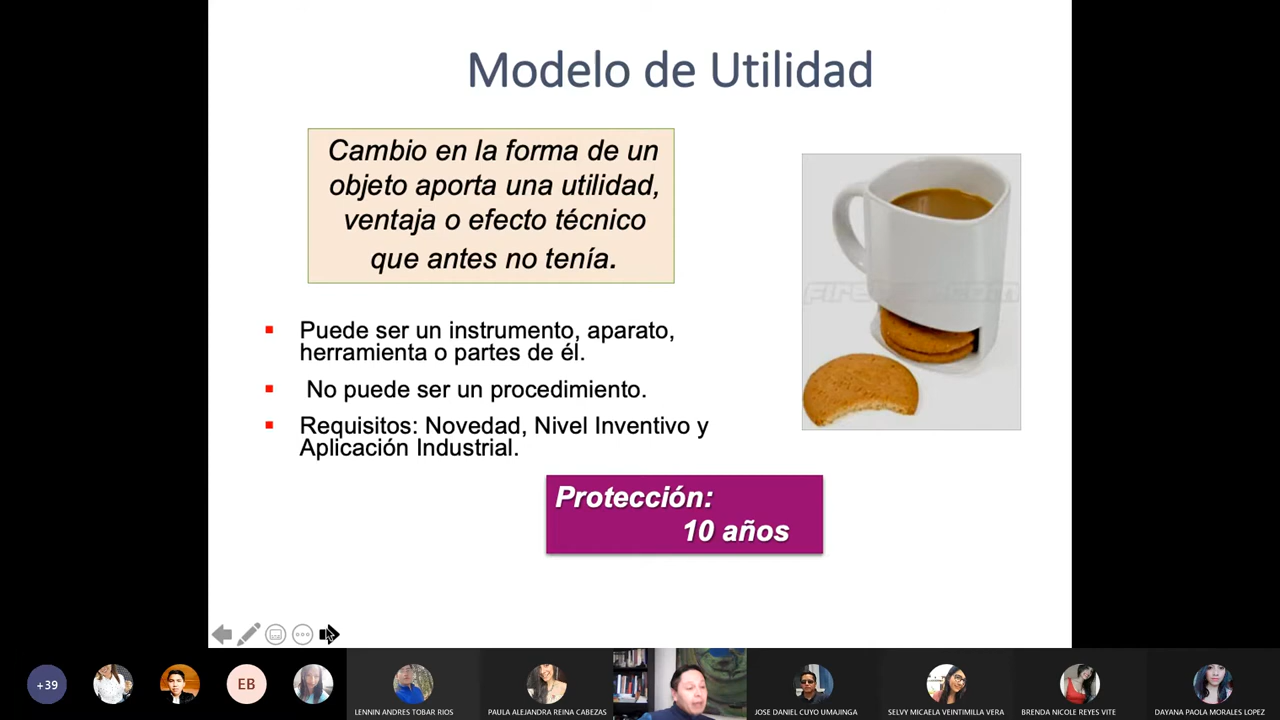 Modelo de Utilidad
Cambio en la forma de un
objeto aporta una utilidad,
ventaja o efecto técnico
que antes no tenía.
▪ Puede ser un instrumento, aparato,
herramienta o partes de él.
▪ No puede ser un procedimiento.
▪ Requisitos: Novedad, Nivel Inventivo y
Aplicación Industrial.
Protección:
10 años
+39
EB
LENNIN ANDRES TOBAR RIOS
PAULA ALEJANDRA REINA CABEZAS
JOSE DANIEL CUYO UMAJINGA
SELVY MICAELA VEINTIMILLA VERA
BRENDA NICOLE REYES VITE
DAYANA PAOLA MORALES LOPEZ